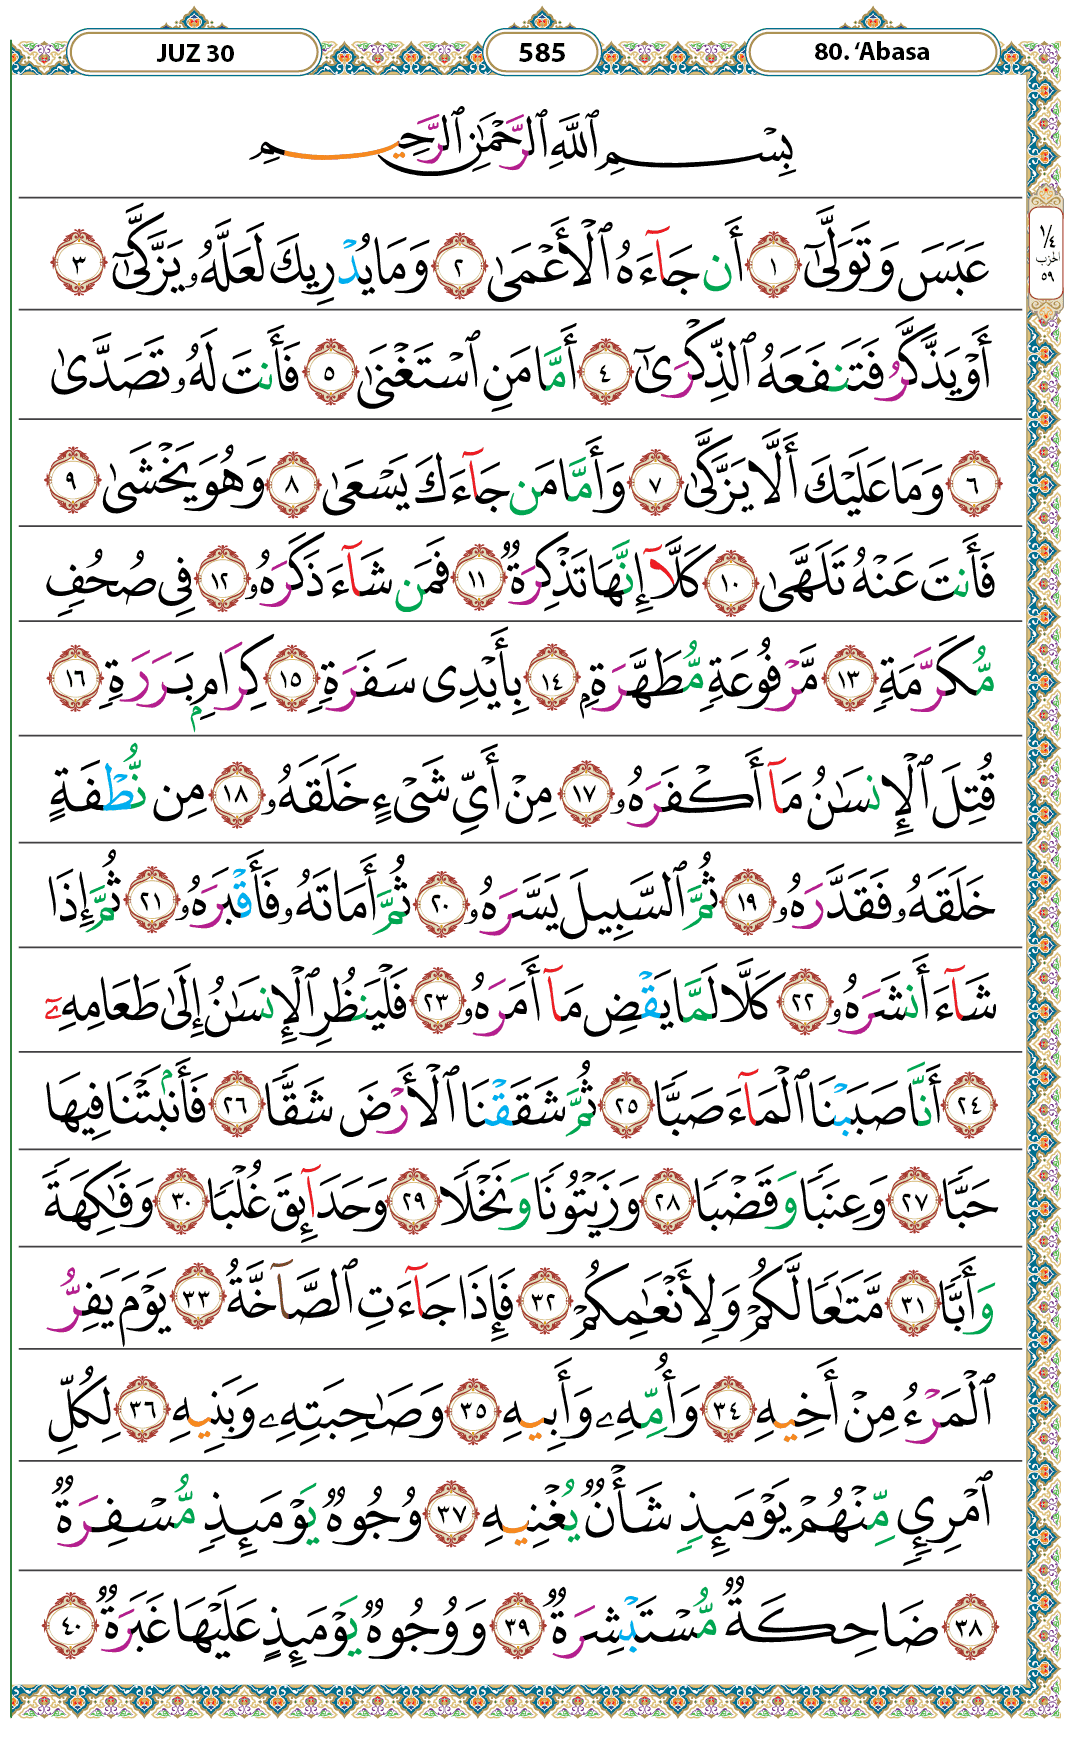 JUZ 30
585
80. ‘Abasa
بِسْمِ ٱللَّهِ ٱلرَّحْمَٰنِ ٱلرَّحِيمِ
عَبَسَ وَتَوَلَّىٰٓ ١ أَن جَآءَهُ ٱلْأَعْمَىٰ ٢ وَمَا يُدْرِيكَ لَعَلَّهُۥ يَزَّكَّىٰٓ ٣
أَوْ يَذَّكَّرُ فَتَنفَعَهُ ٱلذِّكْرَىٰٓ ٤ أَمَّا مَنِ ٱسْتَغْنَىٰ ٥ فَأَنتَ لَهُۥ تَصَدَّىٰ
٦ وَمَا عَلَيْكَ أَلَّا يَزَّكَّىٰ ٧ وَأَمَّا مَن جَآءَكَ يَسْعَىٰ ٨ وَهُوَ يَخْشَىٰ ٩
فَأَنتَ عَنْهُ تَلَهَّىٰ ١٠ كَلَّآ إِنَّهَا تَذْكِرَةٌ ١١ فَمَن شَآءَ ذَكَرَهُۥ ١٢ فِى صُحُفٍ
مُّكَرَّمَةٍ ١٣ مَّرْفُوعَةٍ مُّطَهَّرَةٍۭ ١٤ بِأَيْدِى سَفَرَةٍ ١٥ كِرَامٍۭ بَرَرَةٍ ١٦
قُتِلَ ٱلْإِنسَٰنُ مَآ أَكْفَرَهُۥ ١٧ مِنْ أَىِّ شَىْءٍ خَلَقَهُۥ ١٨ مِن نُّطْفَةٍ
خَلَقَهُۥ فَقَدَّرَهُۥ ١٩ ثُمَّ ٱلسَّبِيلَ يَسَّرَهُۥ ٢٠ ثُمَّ أَمَاتَهُۥ فَأَقْبَرَهُۥ ٢١ ثُمَّ إِذَا
شَآءَ أَنشَرَهُۥ ٢٢ كَلَّا لَمَّا يَقْضِ مَآ أَمَرَهُۥ ٢٣ فَلْيَنظُرِ ٱلْإِنسَٰنُ إِلَىٰ طَعَامِهِۦٓ
٢٤ أَنَّا صَبَبْنَا ٱلْمَآءَ صَبًّا ٢٥ ثُمَّ شَقَقْنَا ٱلْأَرْضَ شَقًّا ٢٦ فَأَنۢبَتْنَا فِيهَا
حَبًّا ٢٧ وَعِنَبًا وَقَضْبًا ٢٨ وَزَيْتُونًا وَنَخْلًا ٢٩ وَحَدَآئِقَ غُلْبًا ٣٠ وَفَٰكِهَةً
وَأَبًّا ٣١ مَّتَٰعًا لَّكُمْ وَلِأَنْعَٰمِكُمْ ٣٢ فَإِذَا جَآءَتِ ٱلصَّآخَّةُ ٣٣ يَوْمَ يَفِرُّ
ٱلْمَرْءُ مِنْ أَخِيهِ ٣٤ وَأُمِّهِۦ وَأَبِيهِ ٣٥ وَصَٰحِبَتِهِۦ وَبَنِيهِ ٣٦ لِكُلِّ
ٱمْرِئٍ مِّنْهُمْ يَوْمَئِذٍ شَأْنٌ يُغْنِيهِ ٣٧ وُجُوهٌ يَوْمَئِذٍ مُّسْفِرَةٌ
٣٨ ضَاحِكَةٌ مُّسْتَبْشِرَةٌ ٣٩ وَوُجُوهٌ يَوْمَئِذٍ عَلَيْهَا غَبَرَةٌ ٤٠
١/٤
الحزب
٥٩